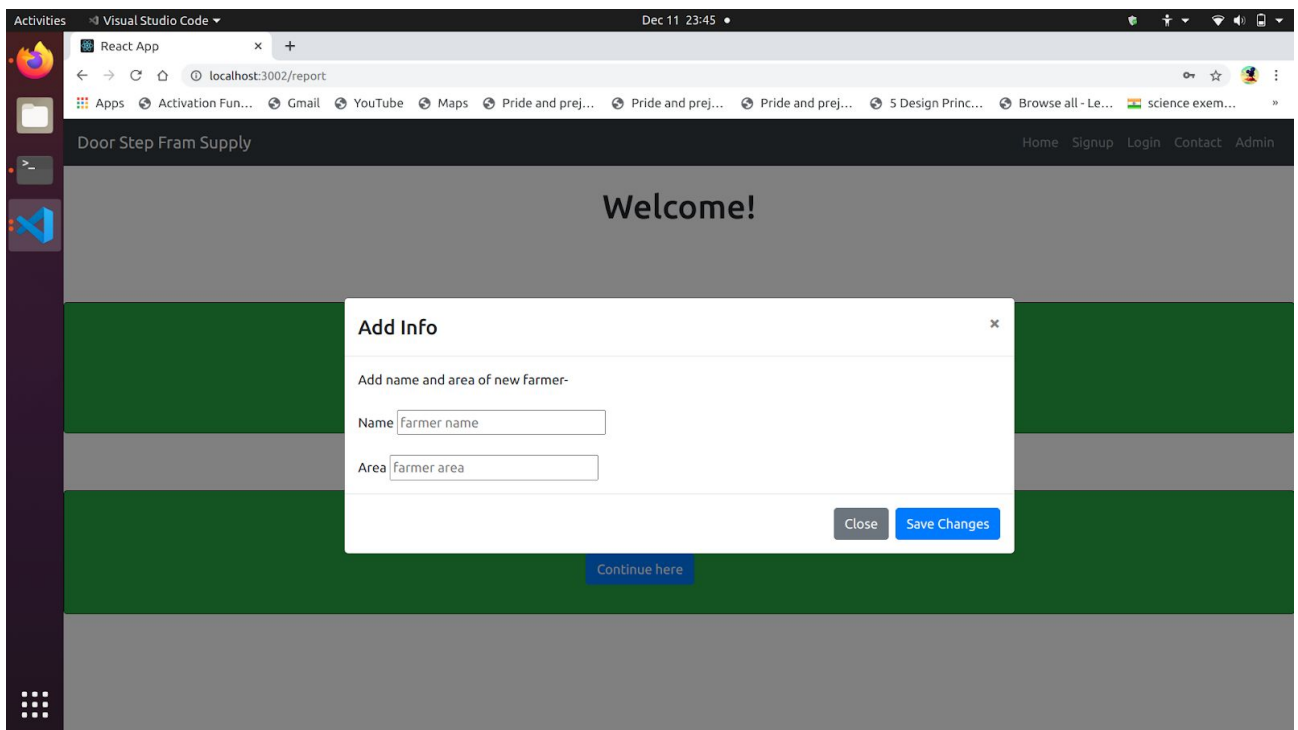 Activities Visual Studio Code Dec 11 23:45
React App
localhost:3002/report
Apps Activation Fun... Gmail YouTube Maps Pride and prej... Pride and prej... Pride and prej... 5 Design Princ... Browse all - Le... science exem... »
Door Step Fram Supply Home Signup Login Contact Admin
Welcome!
Add Info ×
Add name and area of new farmer-
Name farmer name
Area farmer area
Close Save Changes
Continue here